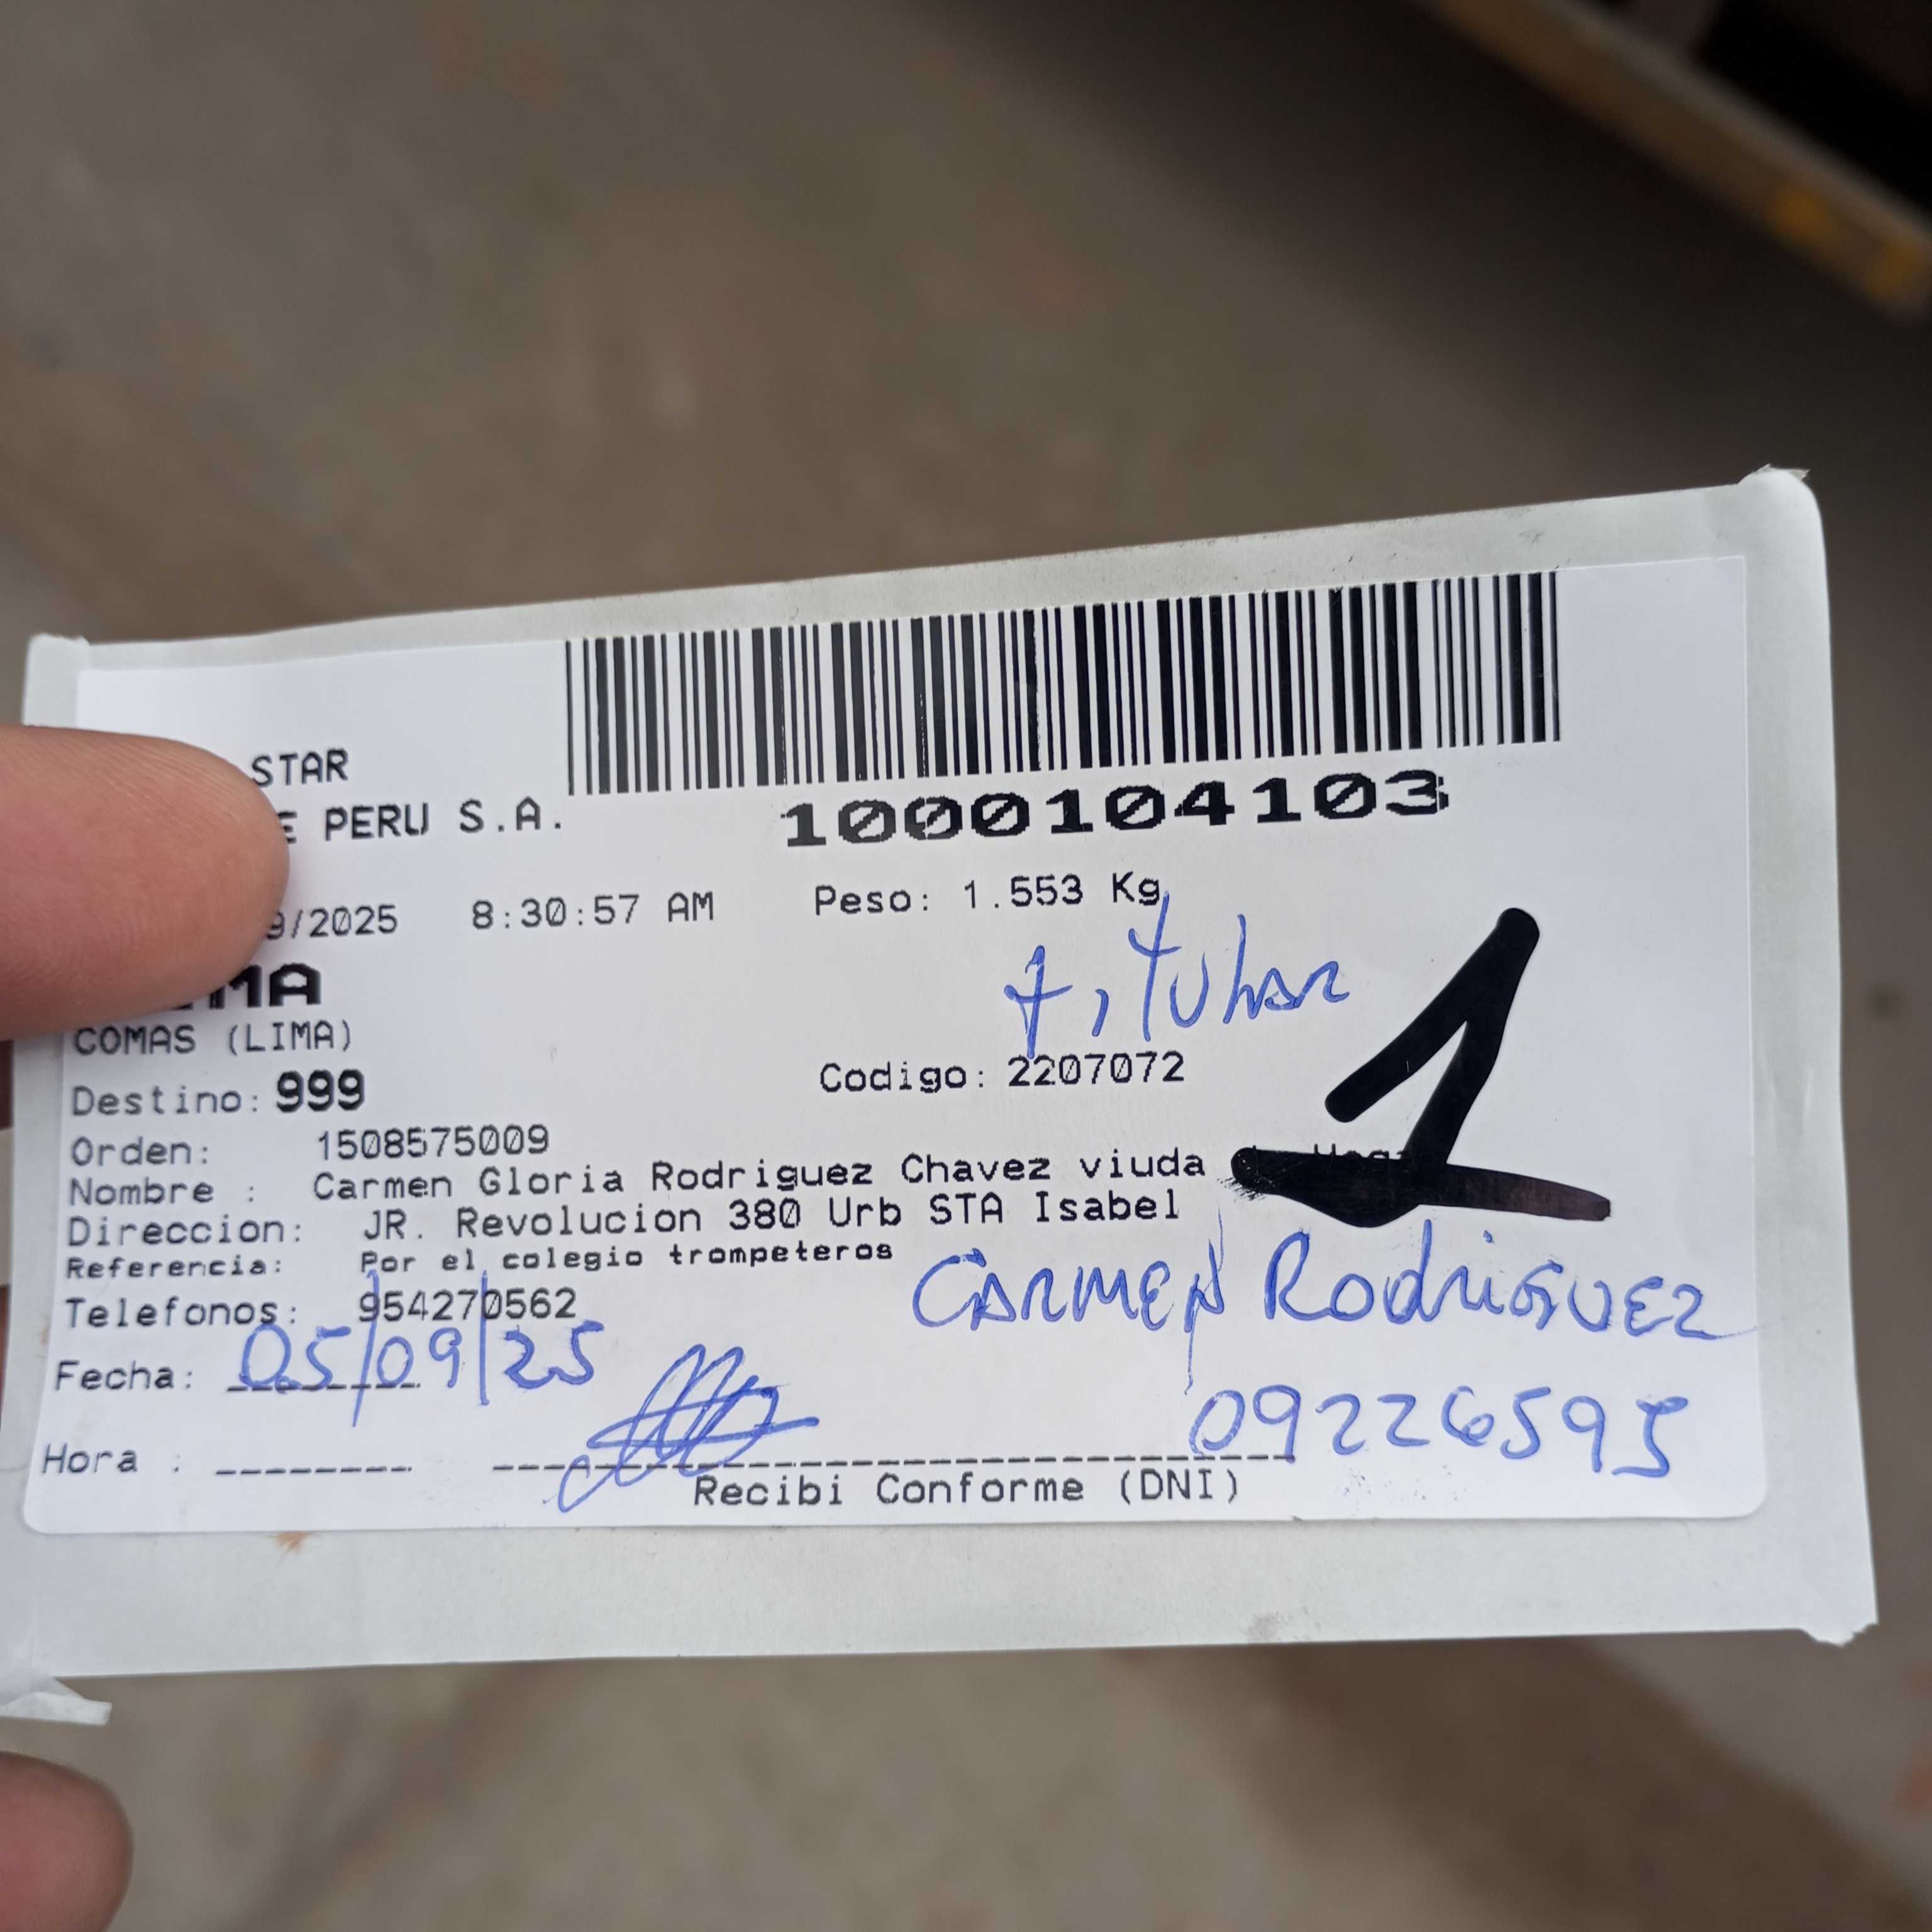 STAR
E PERU S.A.
1000104103
9/2025 8:30:57 AM Peso: 1.553 Kg
titular
MA
COMAS (LIMA)
Destino: 999 Codigo: 2207072
1
Orden: 1508575009
Nombre : Carmen Gloria Rodriguez Chavez viuda
Direccion: JR. Revolucion 380 Urb STA Isabel
Referencia: Por el colegio trompeteros
Telefonos: 954270562
CARMEN RodriGUEZ
Fecha: 05/09/25
09226595
Hora :
Recibi Conforme (DNI)